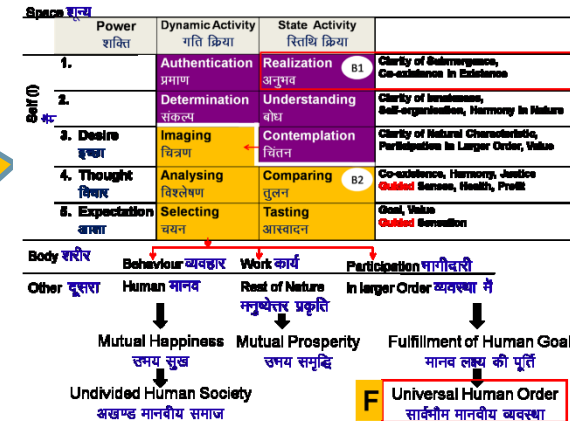 Space शून्य
Power Dynamic Activity State Activity
शक्ति गति क्रिया स्तिथि क्रिया
1. Authentication Realization B1 Clarity of Submergence,
प्रमाण अनुभव Co-existence in Existence
Self (I)
मैं
2. Determination Understanding Clarity of Innateness,
संकल्प बोध Self-organisation, Harmony in Nature
3. Desire Imaging Contemplation Clarity of Natural Characteristic,
इच्छा चित्रण चिंतन Participation in Larger Order, Value
4. Thought Analysing Comparing B2 Co-existence, Harmony, Justice
विचार विश्लेषण तुलन Guided Senses, Health, Profit
5. Expectation Selecting Tasting Goal, Value
आशा चयन आस्वादन Guided Sensation
Body शरीर Behaviour व्यवहार Work कार्य Participation भागीदारी
Other दूसरा Human मानव Rest of Nature In larger Order व्यवस्था में
मनुष्येत्तर प्रकृति
Mutual Happiness Mutual Prosperity Fulfillment of Human Goal
उभय सुख उभय समृद्धि मानव लक्ष्य की पूर्ति
Undivided Human Society F Universal Human Order
अखण्ड मानवीय समाज सार्वभौम मानवीय व्यवस्था